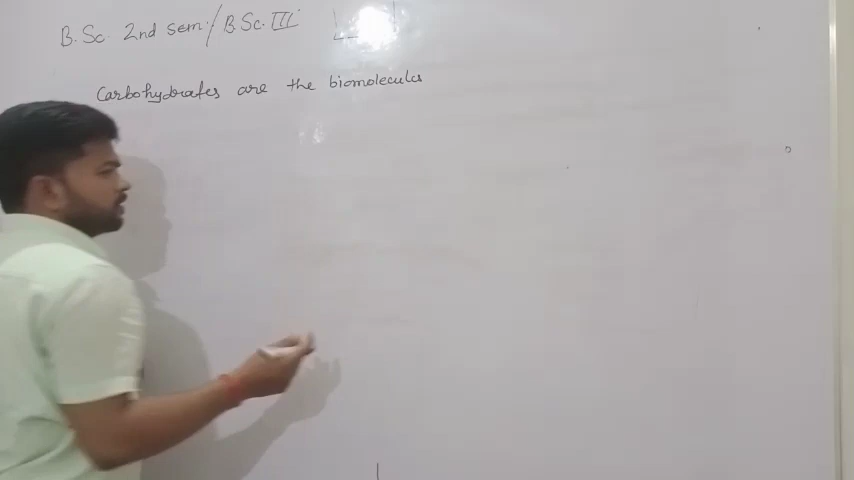 B.Sc. 2nd sem:/B.Sc. III
Carbohydrates are the biomolecules